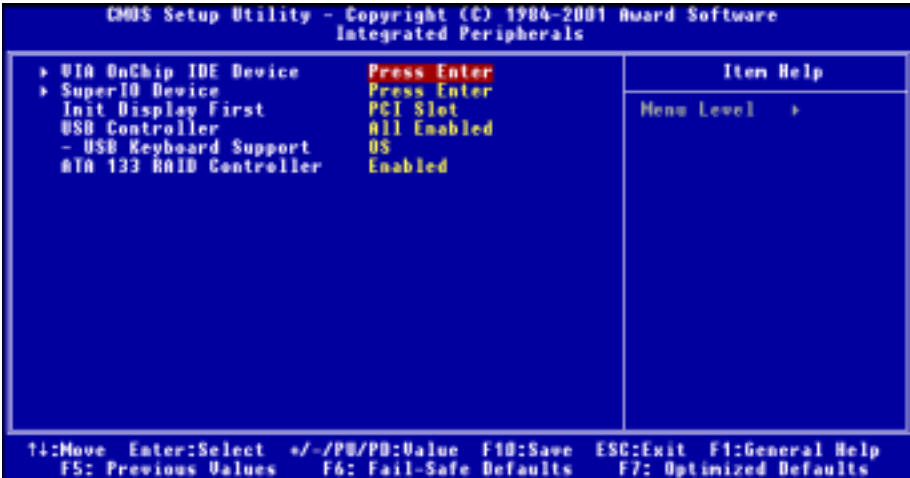 CMOS Setup Utility - Copyright (C) 1984-2001 Award Software
Integrated Peripherals
▸ VIA OnChip IDE Device Press Enter
▸ SuperIO Device Press Enter
Init Display First PCI Slot
USB Controller All Enabled
- USB Keyboard Support OS
ATA 133 RAID Controller Enabled
Item Help
Menu Level ▸
↑↓:Move Enter:Select +/-/PU/PD:Value F10:Save ESC:Exit F1:General Help
F5: Previous Values F6: Fail-Safe Defaults F7: Optimized Defaults